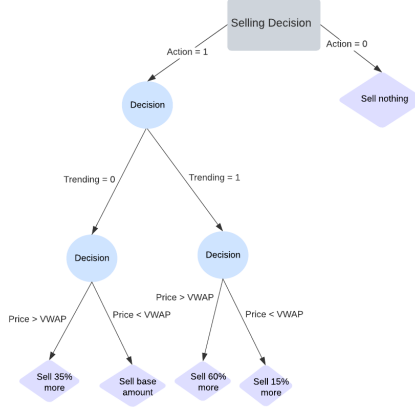 Selling Decision
Action = 1
Action = 0
Sell nothing
Decision
Trending = 0
Trending = 1
Decision
Decision
Price > VWAP
Price < VWAP
Price > VWAP
Price < VWAP
Sell 35%
more
Sell base
amount
Sell 60%
more
Sell 15%
more